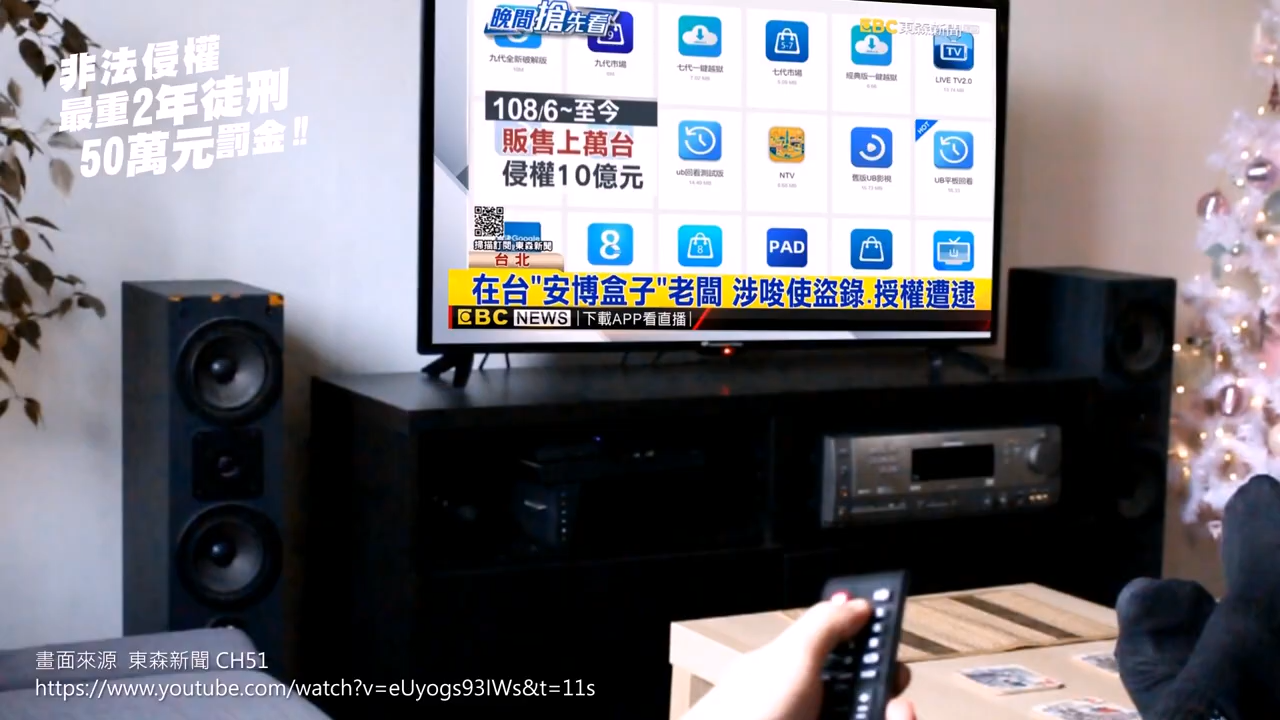 非法侵權
最重2年徒刑
50萬元罰金!!
晚間搶先看
EBC東森新聞
九代全新破解版
九代市場
七代一鍵越獄
七代市場
經典版一鍵越獄
LIVE TV2.0
TV
108/6~至今
販售上萬台
侵權10億元
ub回看測試版
NTV
舊版UB影視
HOT
UB平板回看
Google
掃描訂閱 東森新聞
台北
8
PAD
在台"安博盒子"老闆 涉唆使盜錄.授權遭逮
EBC NEWS 下載APP看直播
畫面來源 東森新聞 CH51
https://www.youtube.com/watch?v=eUyogs93IWs&t=11s